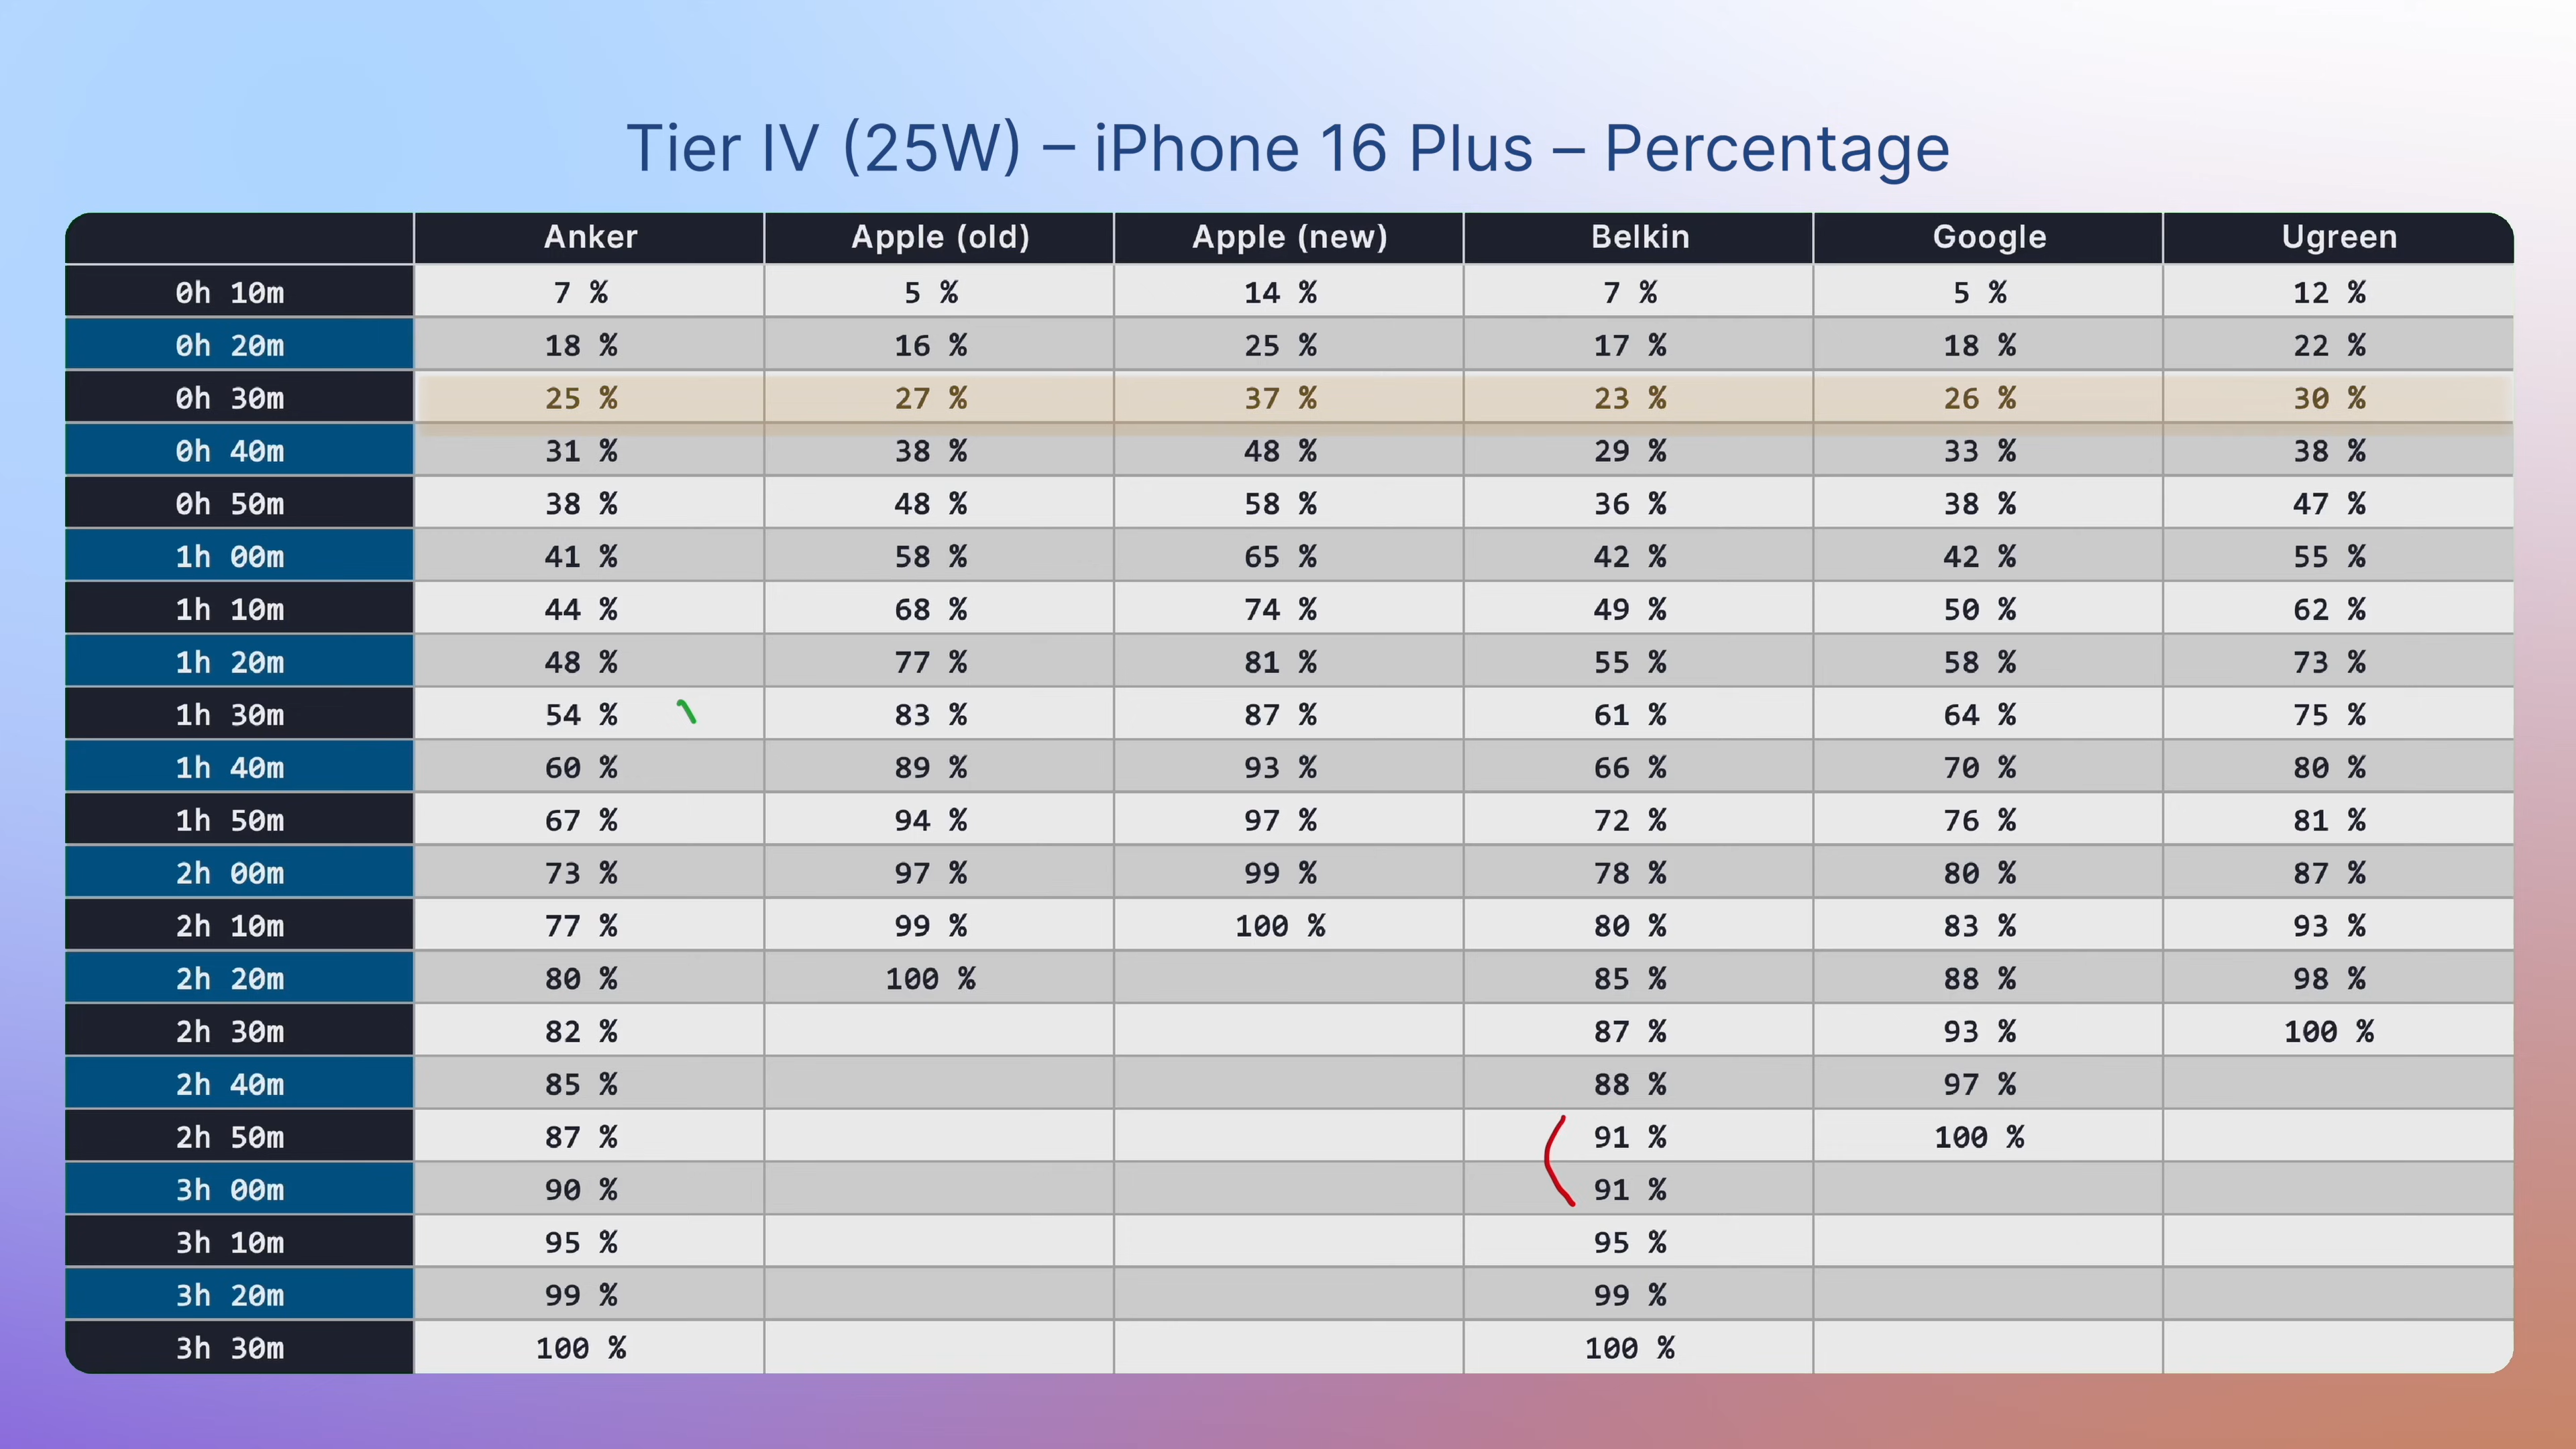 Tier IV (25W) – iPhone 16 Plus – Percentage
Anker Apple (old) Apple (new) Belkin Google Ugreen
0h 10m 7 % 5 % 14 % 7 % 5 % 12 %
0h 20m 18 % 16 % 25 % 17 % 18 % 22 %
0h 30m 25 % 27 % 37 % 23 % 26 % 30 %
0h 40m 31 % 38 % 48 % 29 % 33 % 38 %
0h 50m 38 % 48 % 58 % 36 % 38 % 47 %
1h 00m 41 % 58 % 65 % 42 % 42 % 55 %
1h 10m 44 % 68 % 74 % 49 % 50 % 62 %
1h 20m 48 % 77 % 81 % 55 % 58 % 73 %
1h 30m 54 % 83 % 87 % 61 % 64 % 75 %
1h 40m 60 % 89 % 93 % 66 % 70 % 80 %
1h 50m 67 % 94 % 97 % 72 % 76 % 81 %
2h 00m 73 % 97 % 99 % 78 % 80 % 87 %
2h 10m 77 % 99 % 100 % 80 % 83 % 93 %
2h 20m 80 % 100 % 85 % 88 % 98 %
2h 30m 82 % 87 % 93 % 100 %
2h 40m 85 % 88 % 97 %
2h 50m 87 % 91 % 100 %
3h 00m 90 % 91 %
3h 10m 95 % 95 %
3h 20m 99 % 99 %
3h 30m 100 % 100 %